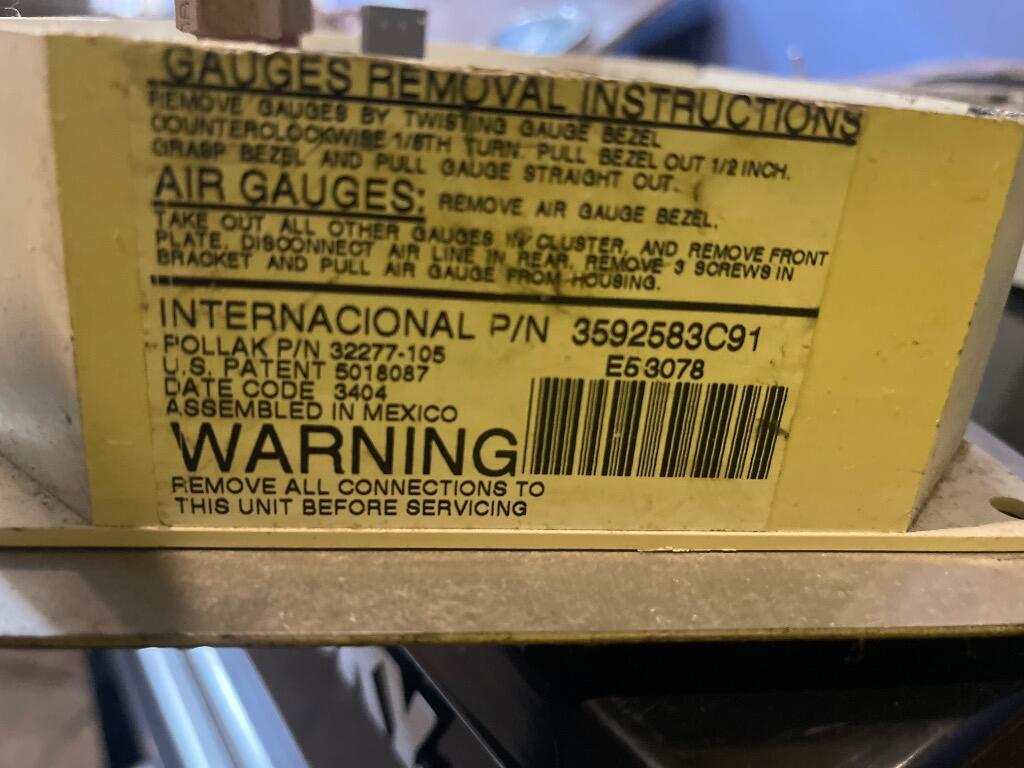 GAUGES REMOVAL INSTRUCTIONS
REMOVE GAUGES BY TWISTING GAUGE BEZEL
COUNTERCLOCKWISE 1/8TH TURN. PULL BEZEL OUT 1/2 INCH.
GRASP BEZEL AND PULL GAUGE STRAIGHT OUT.
AIR GAUGES: REMOVE AIR GAUGE BEZEL,
TAKE OUT ALL OTHER GAUGES IN CLUSTER, AND REMOVE FRONT
PLATE. DISCONNECT AIR LINE IN REAR, REMOVE 3 SCREWS IN
BRACKET AND PULL AIR GAUGE FROM HOUSING.
INTERNACIONAL P/N 3592583C91
POLLAK P/N 32277-105
E53078
U.S. PATENT 5018087
DATE CODE 3404
ASSEMBLED IN MEXICO
WARNING
REMOVE ALL CONNECTIONS TO
THIS UNIT BEFORE SERVICING